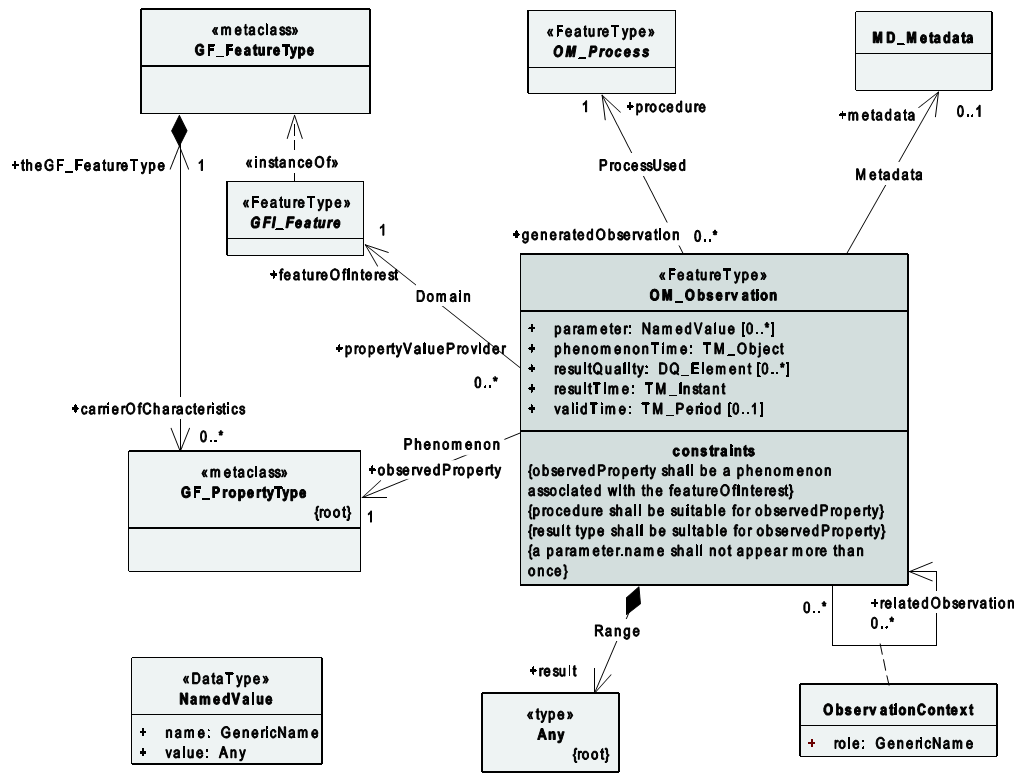 «metaclass»
GF_FeatureType
«FeatureType»
OM_Process
MD_Metadata
1
+procedure
+metadata
0..1
+theGF_FeatureType
1
«instanceOf»
ProcessUsed
Metadata
«FeatureType»
GFI_Feature
1
+generatedObservation
0..*
+featureOfInterest
Domain
«FeatureType»
OM_Observation
+ parameter: NamedValue [0..*]
+ phenomenonTime: TM_Object
+ resultQuality: DQ_Element [0..*]
+ resultTime: TM_Instant
+ validTime: TM_Period [0..1]
+propertyValueProvider
0..*
+carrierOfCharacteristics
0..*
Phenomenon
+observedProperty
1
constraints
{observedProperty shall be a phenomenon
associated with the featureOfInterest}
{procedure shall be suitable for observedProperty}
{result type shall be suitable for observedProperty}
{a parameter.name shall not appear more than
once}
«metaclass»
GF_PropertyType
{root}
0..*
+relatedObservation
0..*
Range
+result
«DataType»
NamedValue
+ name: GenericName
+ value: Any
«type»
Any
{root}
ObservationContext
+ role: GenericName